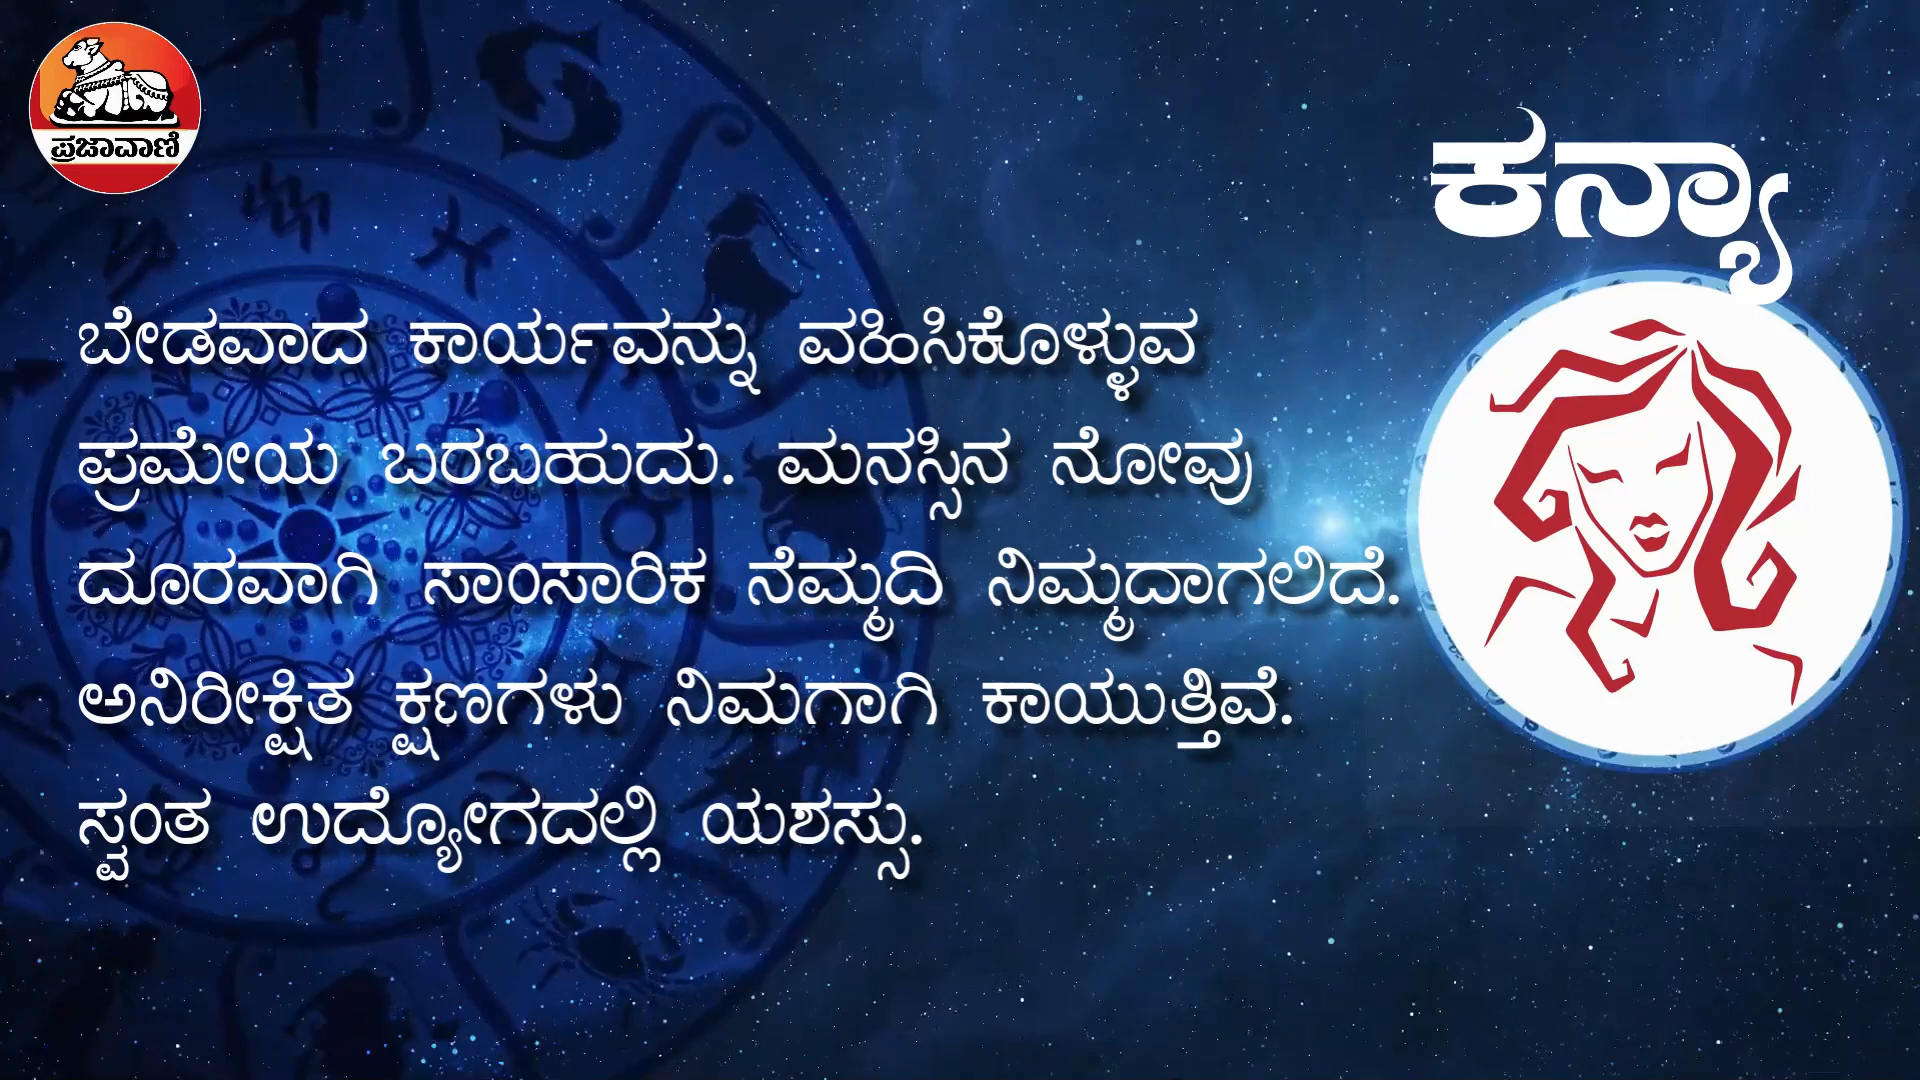 ಪ್ರಜಾವಾಣಿ
ಕನ್ಯಾ
ಬೇಡವಾದ ಕಾರ್ಯವನ್ನು ವಹಿಸಿಕೊಳ್ಳುವ
ಪ್ರಮೇಯ ಬರಬಹುದು. ಮನಸ್ಸಿನ ನೋವು
ದೂರವಾಗಿ ಸಾಂಸಾರಿಕ ನೆಮ್ಮದಿ ನಿಮ್ಮದಾಗಲಿದೆ.
ಅನಿರೀಕ್ಷಿತ ಕ್ಷಣಗಳು ನಿಮಗಾಗಿ ಕಾಯುತ್ತಿವೆ.
ಸ್ವಂತ ಉದ್ಯೋಗದಲ್ಲಿ ಯಶಸ್ಸು.